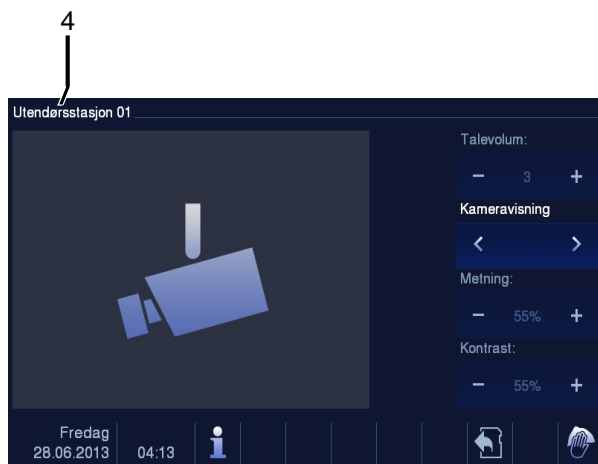 4
Utendørsstasjon 01
Talevolum:
− 3 +
Kameravisning
< >
Metning:
− 55% +
Kontrast:
− 55% +
Fredag
28.06.2013 04:13
i